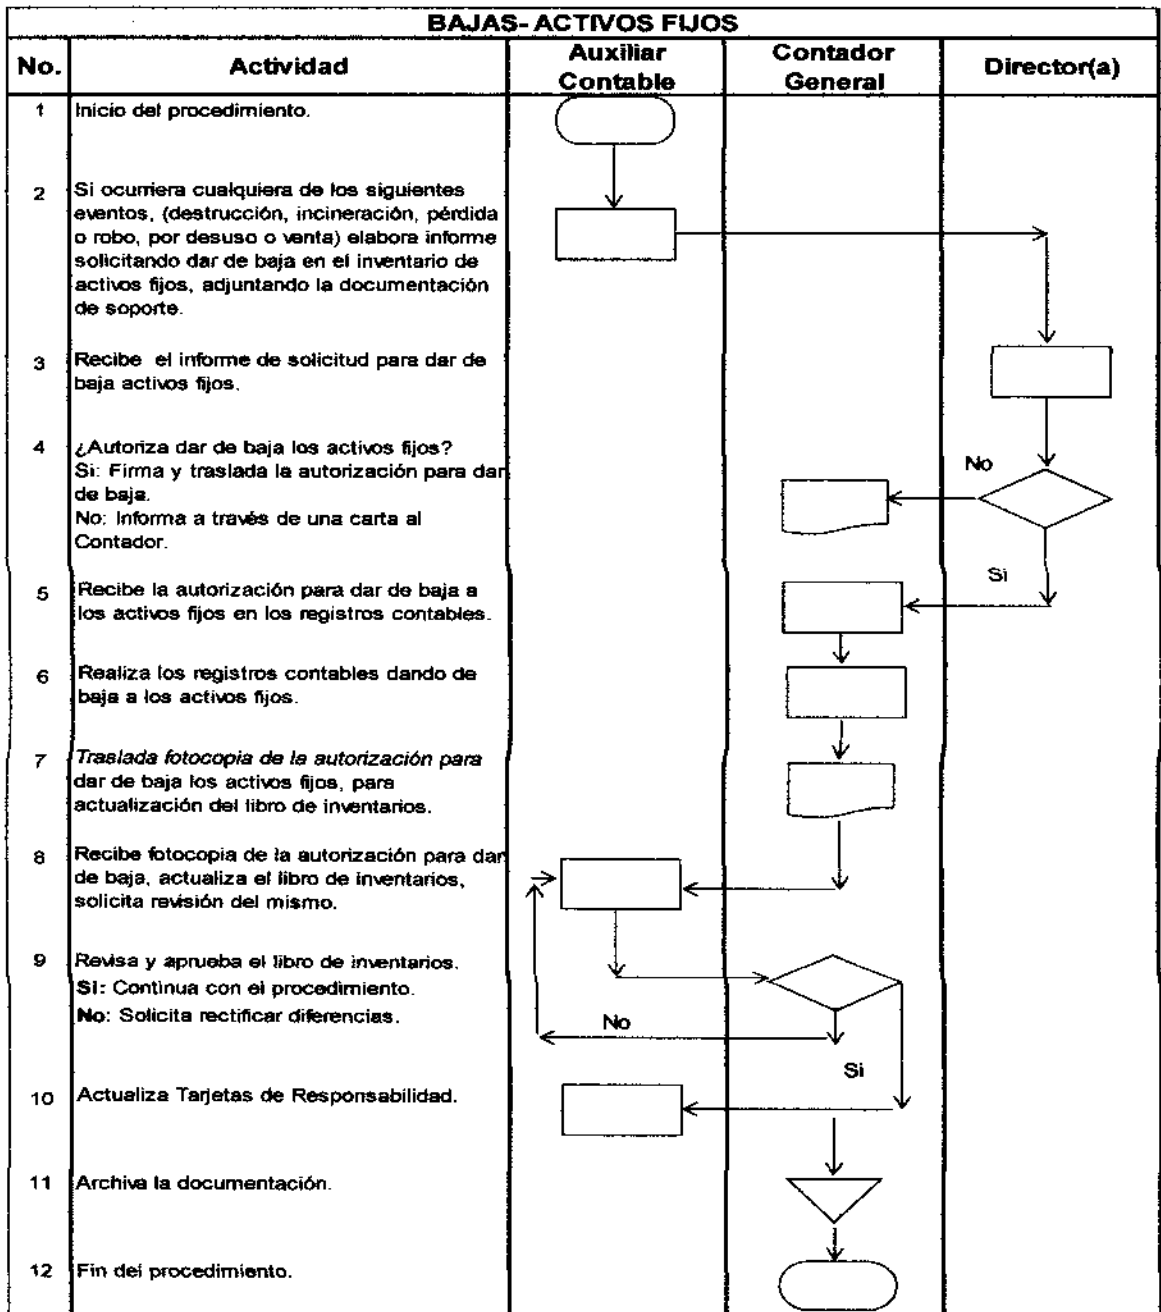 BAJAS- ACTIVOS FIJOS
No.
Actividad
Auxiliar
Contable
Contador
General
Director(a)
1
Inicio del procedimiento.
2
Si ocurriera cualquiera de los siguientes
eventos, (destrucción, incineración, pérdida
o robo, por desuso o venta) elabora informe
solicitando dar de baja en el inventario de
activos fijos, adjuntando la documentación
de soporte.
3
Recibe el informe de solicitud para dar de
baja activos fijos.
4
¿Autoriza dar de baja los activos fijos?
Si: Firma y traslada la autorización para dar
de baja.
No: Informa a través de una carta al
Contador.
No
Si
5
Recibe la autorización para dar de baja a
los activos fijos en los registros contables.
6
Realiza los registros contables dando de
baja a los activos fijos.
7
Traslada fotocopia de la autorización para
dar de baja los activos fijos, para
actualización del libro de inventarios.
8
Recibe fotocopia de la autorización para dar
de baja, actualiza el libro de inventarios,
solicita revisión del mismo.
9
Revisa y aprueba el libro de inventarios.
Si: Continua con el procedimiento.
No: Solicita rectificar diferencias.
No
Si
10
Actualiza Tarjetas de Responsabilidad.
11
Archiva la documentación.
12
Fin del procedimiento.